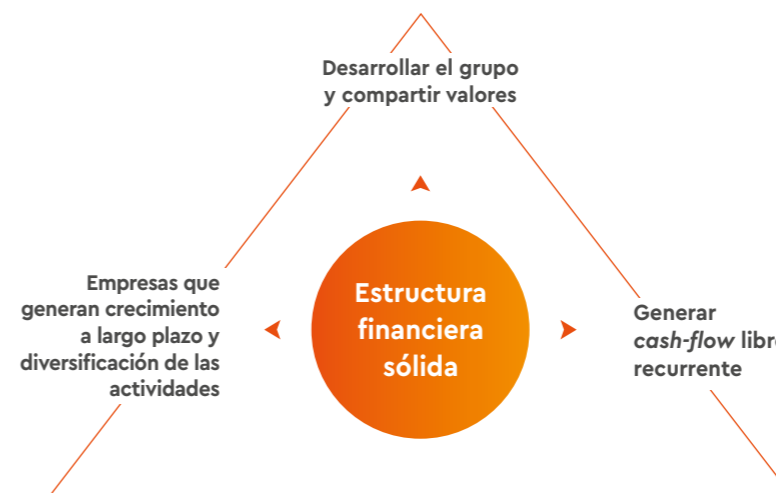 Desarrollar el grupo
y compartir valores
Empresas que
generan crecimiento
a largo plazo y
diversificación de las
actividades
Estructura
financiera
sólida
Generar
cash-flow
recurrente